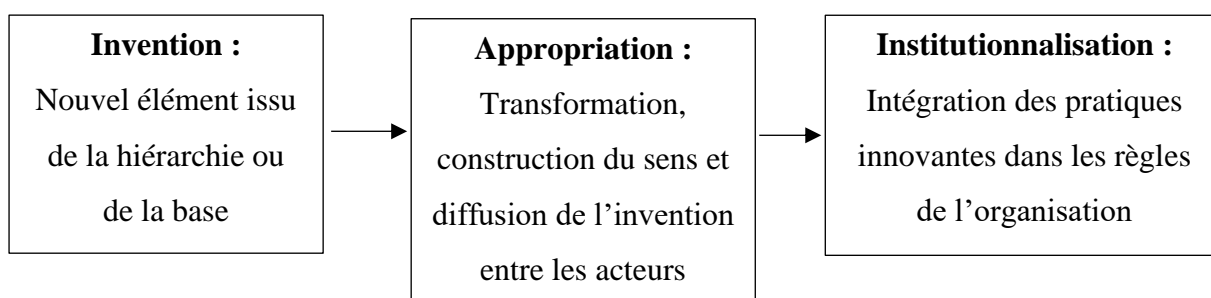 Invention :
Nouvel élément issu
de la hiérarchie ou
de la base
Appropriation :
Transformation,
construction du sens et
diffusion de l’invention
entre les acteurs
Institutionnalisation :
Intégration des pratiques
innovantes dans les règles
de l’organisation